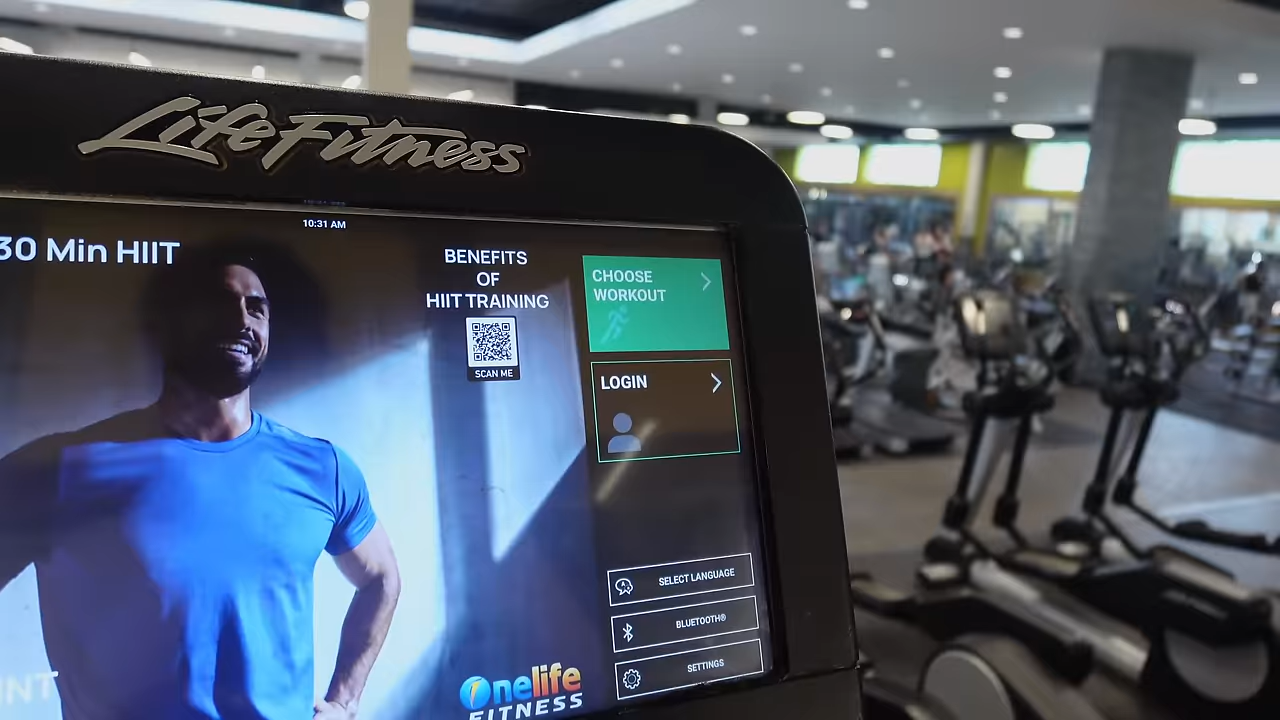 LifeFitness
10:31 AM
30 Min HIIT
BENEFITS
OF
HIIT TRAINING
SCAN ME
CHOOSE
WORKOUT
LOGIN
SELECT LANGUAGE
BLUETOOTH®
SETTINGS
Onelife
FITNESS